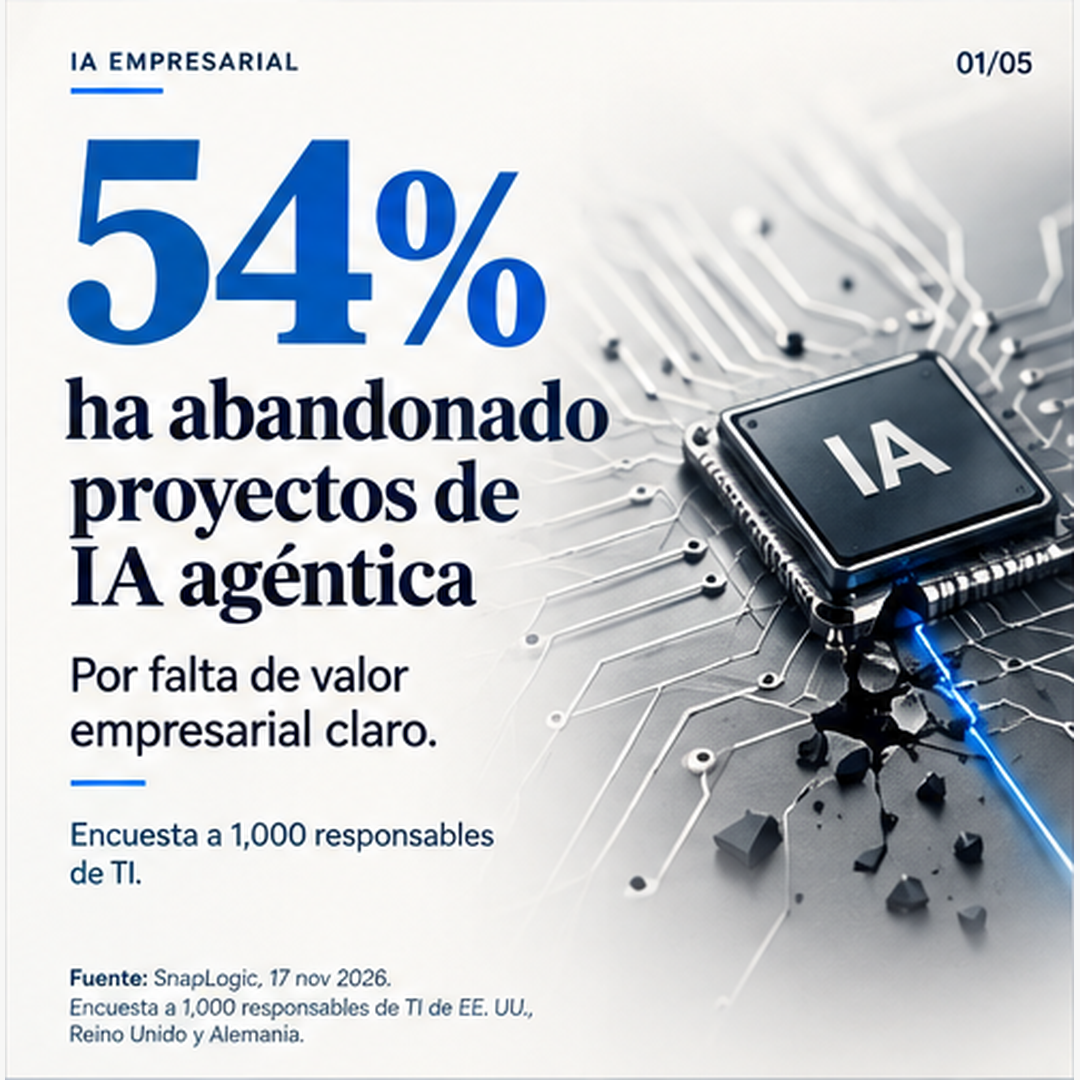 IA EMPRESARIAL
01/05
54%
ha abandonado
proyectos de
IA agéntica
Por falta de valor
empresarial claro.
Encuesta a 1,000 responsables
de TI.
Fuente: SnapLogic, 17 nov 2026.
Encuesta a 1,000 responsables de TI de EE. UU.,
Reino Unido y Alemania.
IA